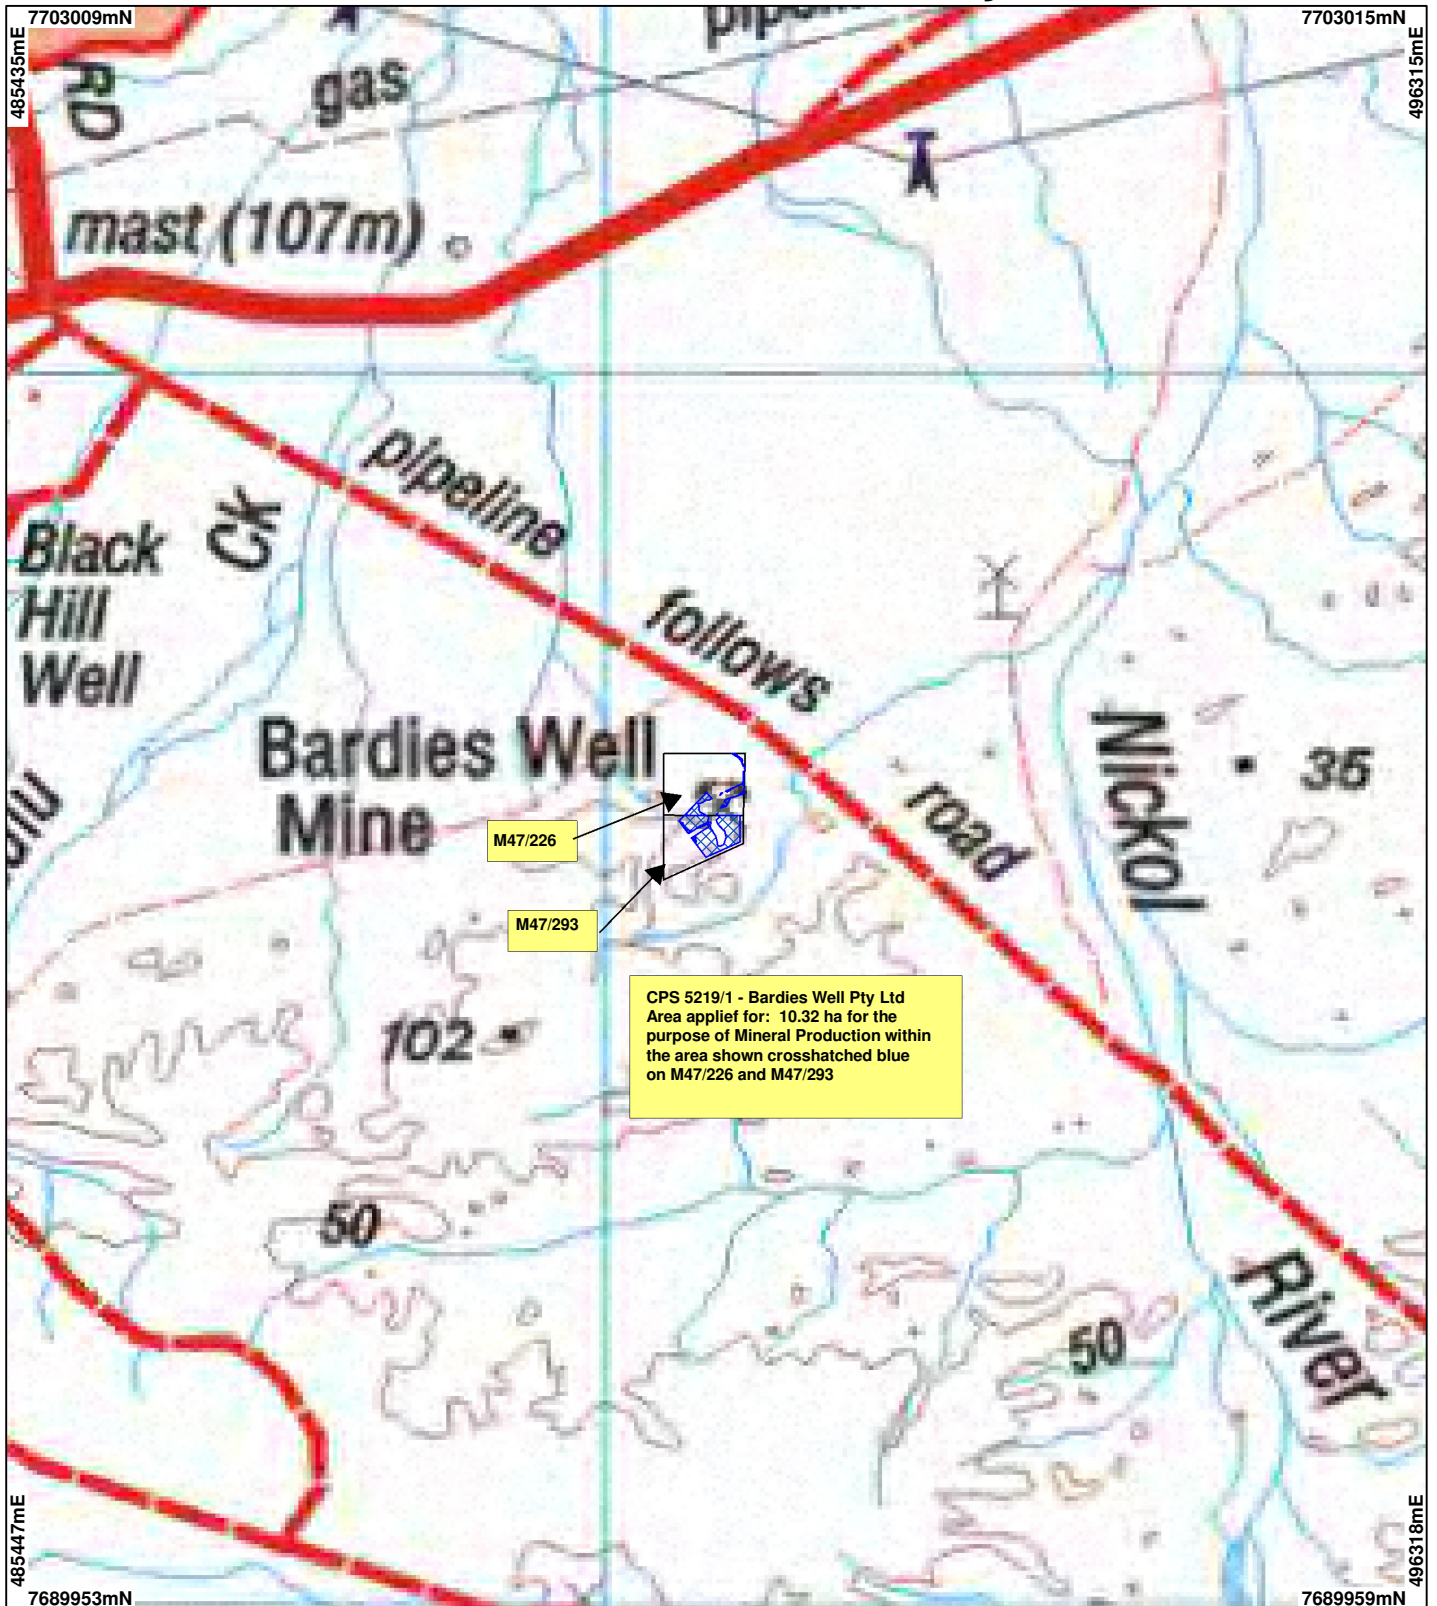 7703009mN
7703015mN
485435mE
496315mE
RD
gas
mast (107m)
pipeline
Ck
Black
Hill
Well
follows
Bardies Well
Mine
M47/226
M47/293
road
Nickol
35
CPS 5219/1 - Bardies Well Pty Ltd
Area applief for: 10.32 ha for the
purpose of Mineral Production within
the area shown crosshatched blue
on M47/226 and M47/293
102
50
50
River
485447mE
496318mE
7689953mN
7689959mN